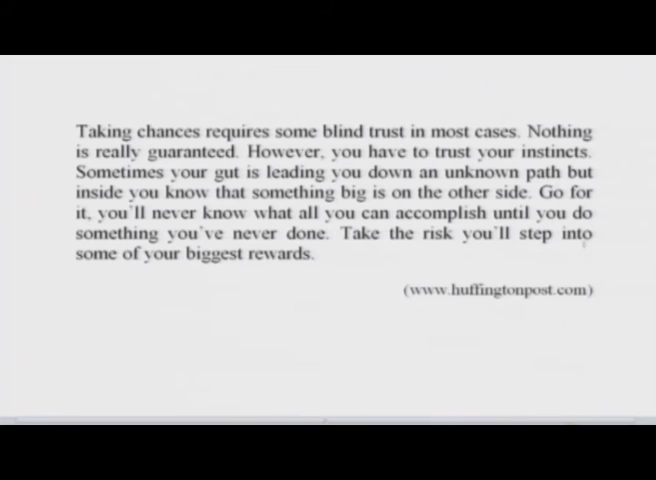 Taking chances requires some blind trust in most cases. Nothing
is really guaranteed. However, you have to trust your instincts.
Sometimes your gut is leading you down an unknown path but
inside you know that something big is on the other side. Go for
it, you'll never know what all you can accomplish until you do
something you've never done. Take the risk you'll step into
some of your biggest rewards.
(www.huffingtonpost.com)